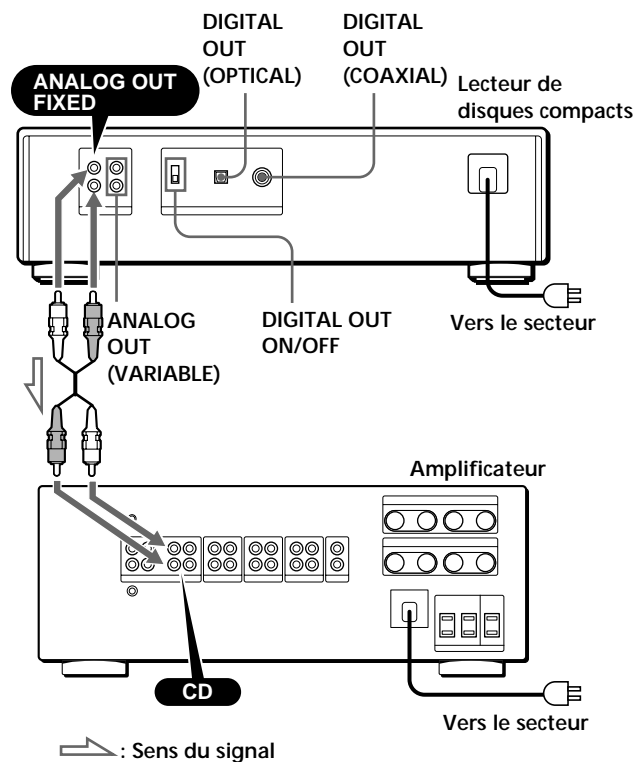 DIGITAL
OUT
(OPTICAL)
DIGITAL
OUT
(COAXIAL)
ANALOG OUT
FIXED
Lecteur de
disques compacts
ANALOG
OUT
(VARIABLE)
DIGITAL OUT
ON/OFF
Vers le secteur
Amplificateur
CD
Vers le secteur
: Sens du signal